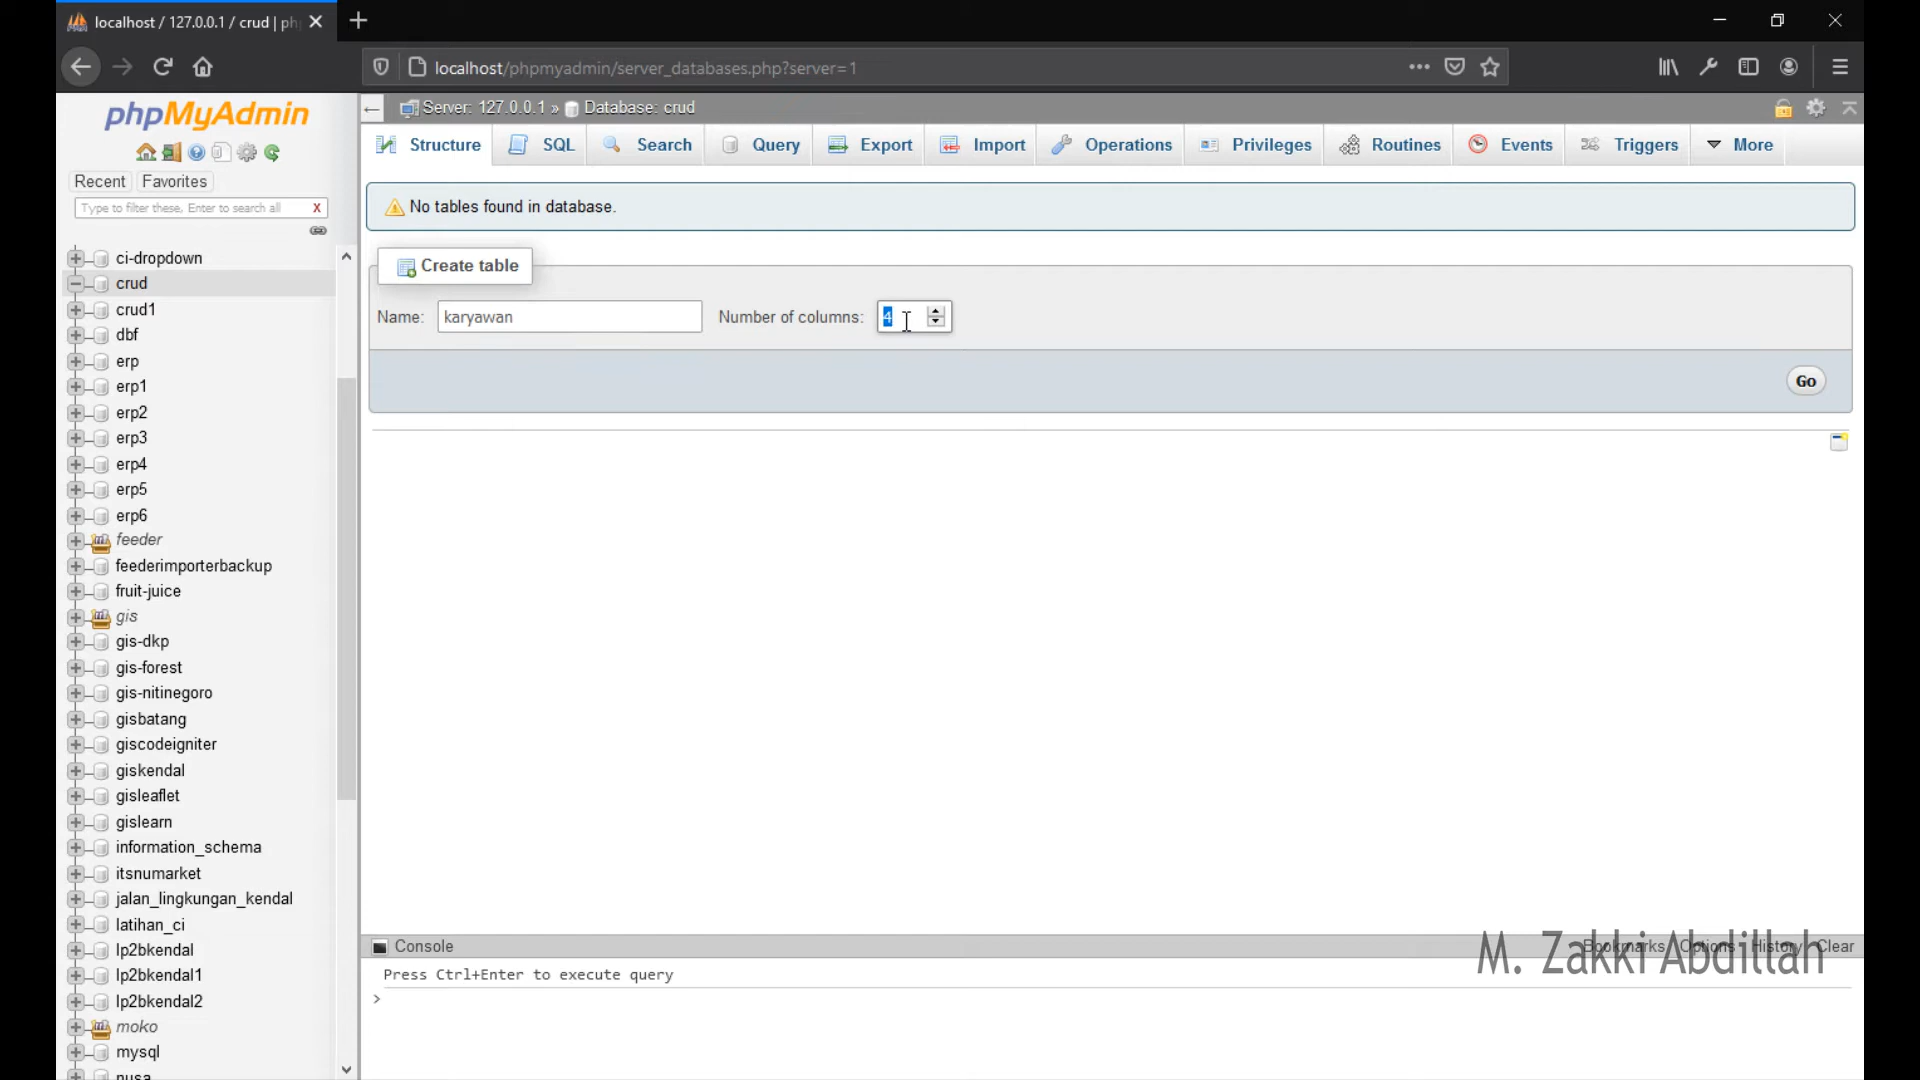 localhost / 127.0.0.1 / crud | ph
localhost/phpmyadmin/server_databases.php?server=1
phpMyAdmin
Recent
Favorites
Type to filter these, Enter to search all
X
ci-dropdown
crud
crud1
dbf
erp
erp1
erp2
erp3
erp4
erp5
erp6
feeder
feederimporterbackup
fruit-juice
gis
gis-dkp
gis-forest
gis-nitinegoro
gisbatang
giscodeigniter
giskendal
gisleaflet
gislearn
information_schema
itsnumarket
jalan_lingkungan_kendal
latihan_ci
lp2bkendal
lp2bkendal1
lp2bkendal2
moko
mysql
nusa
Server: 127.0.0.1 » Database: crud
Structure
SQL
Search
Query
Export
Import
Operations
Privileges
Routines
Events
Triggers
More
No tables found in database.
Create table
Name:
karyawan
Number of columns:
4
Go
Console
Bookmarks
Options
History
Clear
M. Zakki Abdillah
Press Ctrl+Enter to execute query
>